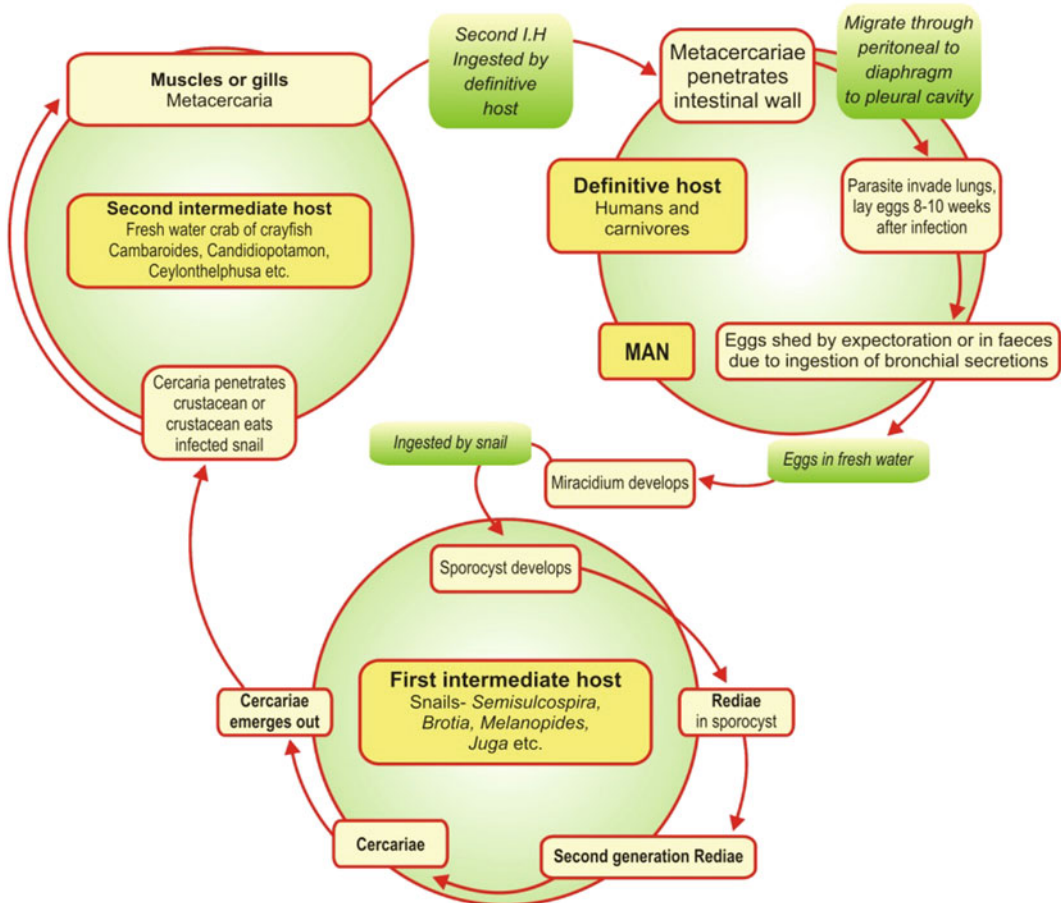 Muscles or gills
Metacercaria
Second intermediate host
Fresh water crab of crayfish
Cambaroides, Candidiopotamon,
Ceylonthelphusa etc.
Cercaria penetrates
crustacean or
crustacean eats
infected snail
Second I.H
Ingested by
definitive
host
Metacercariae
penetrates
intestinal wall
Migrate through
peritoneal to
diaphragm
to pleural cavity
Definitive host
Humans and
carnivores
Parasite invade lungs,
lay eggs 8-10 weeks
after infection
MAN
Eggs shed by expectoration or in faeces
due to ingestion of bronchial secretions
Eggs in fresh water
Miracidium develops
Ingested by snail
Sporocyst develops
First intermediate host
Snails- Semisulcospira,
Brotia, Melanopides,
Juga etc.
Rediae
in sporocyst
Second generation Rediae
Cercariae
Cercariae
emerges out